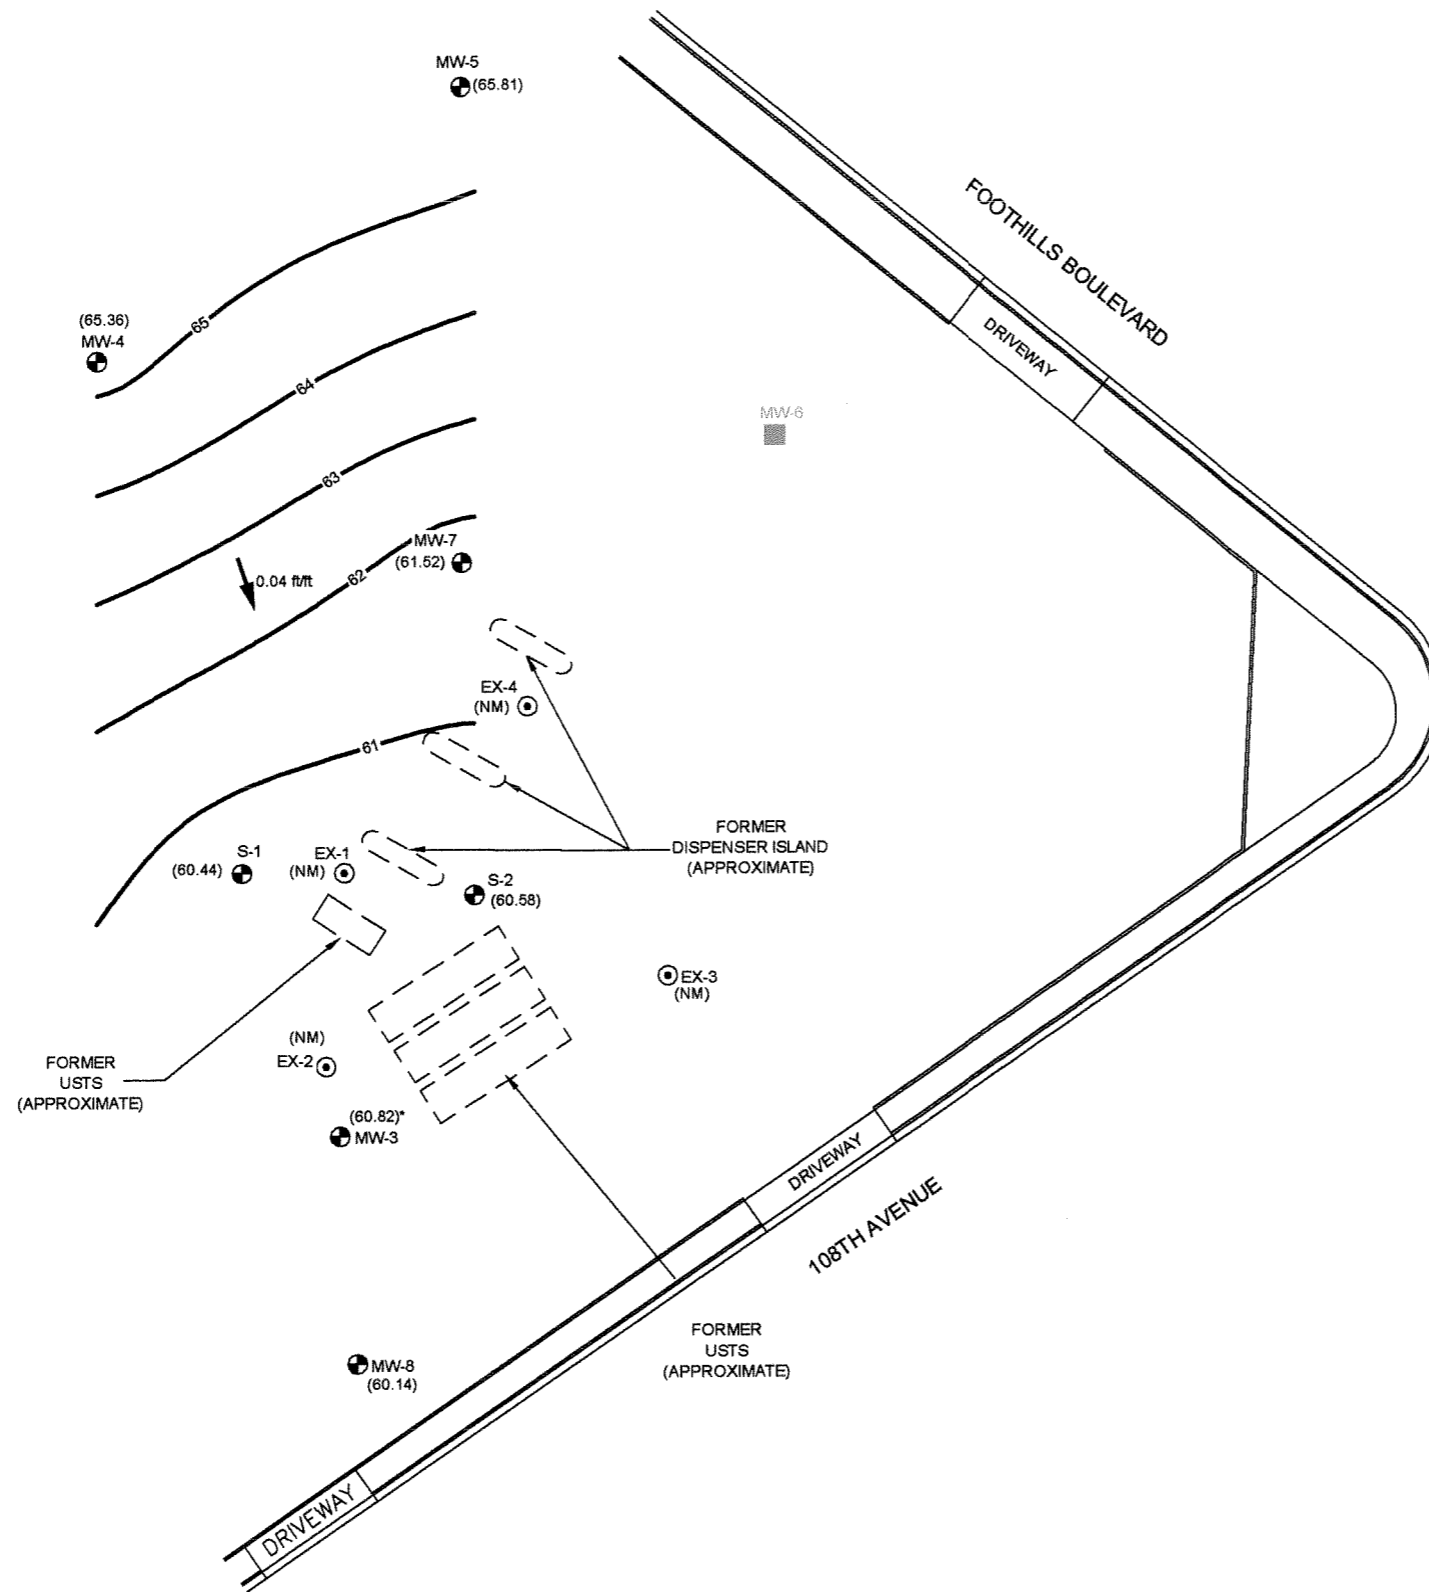 MW-5
(65.81)
FOOTHILLS BOULEVARD
(65.36)
MW-4
65
64
DRIVEWAY
MW-6
63
MW-7
(61.52)
62
0.04 ft/ft
EX-4
(NM)
61
FORMER
DISPENSER ISLAND
(APPROXIMATE)
S-1
(60.44)
EX-1
(NM)
S-2
(60.58)
EX-3
(NM)
(NM)
EX-2
FORMER
USTS
(APPROXIMATE)
(60.82)*
MW-3
DRIVEWAY
108TH AVENUE
FORMER
USTS
(APPROXIMATE)
MW-8
(60.14)
DRIVEWAY